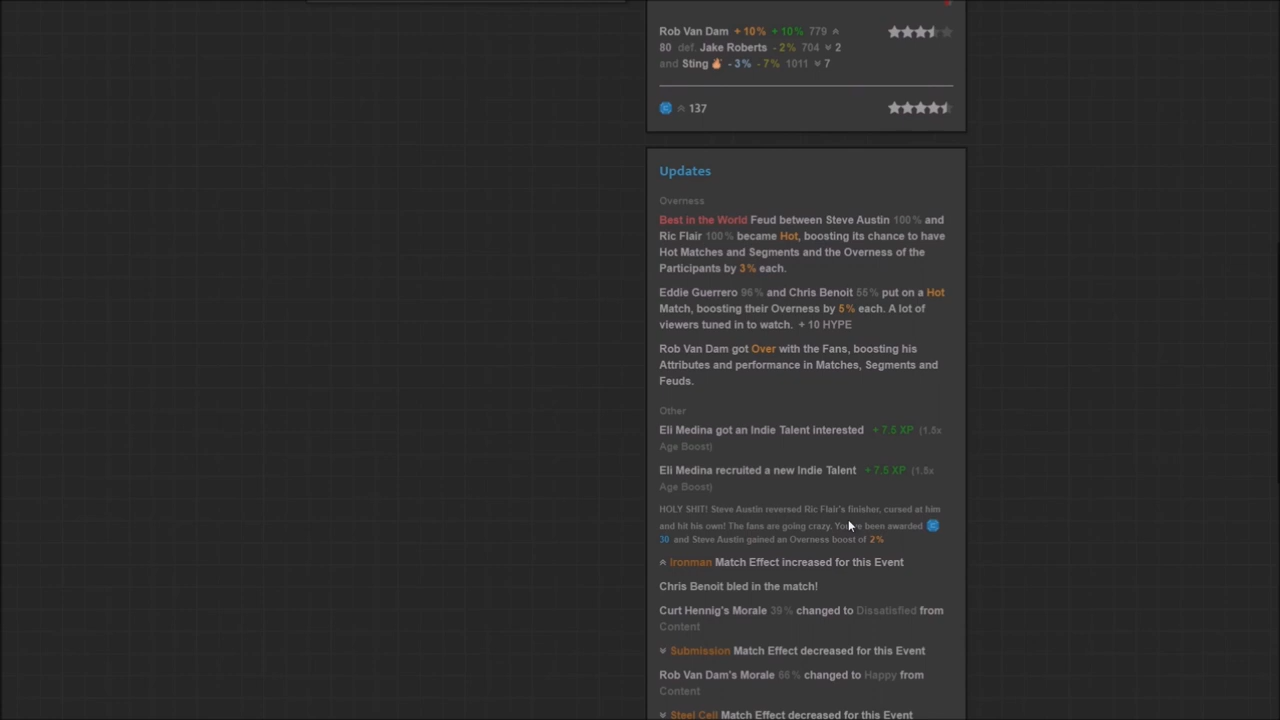 Rob Van Dam + 10% + 10% 779
80 def. Jake Roberts - 2% 704 2
and Sting - 3% - 7% 1011 7
137
Updates
Overness
Best in the World Feud between Steve Austin 100% and
Ric Flair 100% became Hot, boosting its chance to have
Hot Matches and Segments and the Overness of the
Participants by 3% each.
Eddie Guerrero 96% and Chris Benoit 55% put on a Hot
Match, boosting their Overness by 5% each. A lot of
viewers tuned in to watch. + 10 HYPE
Rob Van Dam got Over with the Fans, boosting his
Attributes and performance in Matches, Segments and
Feuds.
Other
Eli Medina got an Indie Talent interested + 7.5 XP (1.5x
Age Boost)
Eli Medina recruited a new Indie Talent + 7.5 XP (1.5x
Age Boost)
HOLY SHIT! Steve Austin reversed Ric Flair's finisher, cursed at him
and hit his own! The fans are going crazy. You've been awarded
30 and Steve Austin gained an Overness boost of 2%
Ironman Match Effect increased for this Event
Chris Benoit bled in the match!
Curt Hennig's Morale 39% changed to Dissatisfied from
Content
Submission Match Effect decreased for this Event
Rob Van Dam's Morale 66% changed to Happy from
Content
Steel Cell Match Effect decreased for this Event